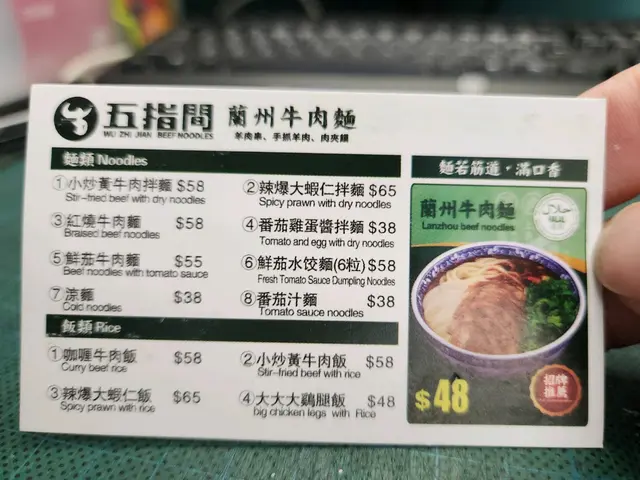 五指間 蘭州牛肉麵
WU ZHI JIAN BEEF NOODLES
羊肉串、手抓羊肉、肉夾饃
麵類 Noodles
①小炒黃牛肉拌麵 $58
Stir-fried beef with dry noodles
②辣爆大蝦仁拌麵 $65
Spicy prawn with dry noodles
③紅燒牛肉麵 $58
Braised beef noodles
④番茄雞蛋醬拌麵 $38
Tomato and egg with dry noodles
⑤鮮茄牛肉麵 $55
Beef noodles with tomato sauce
⑥鮮茄水饺麵(6粒) $58
Fresh Tomato Sauce Dumpling Noodles
⑦涼麵 $38
Cold noodles
⑧番茄汁麵 $38
Tomato sauce noodles
飯類 Rice
①咖喱牛肉飯 $58
Curry beef rice
②小炒黃牛肉飯 $58
Stir-fried beef with rice
③辣爆大蝦仁飯 $65
Spicy prawn with rice
④大大大鷄腿飯 $48
big chicken legs with Rice
麵若筋道·滿口香
蘭州牛肉麵
Lanzhou beef noodles
$48
招牌
推薦